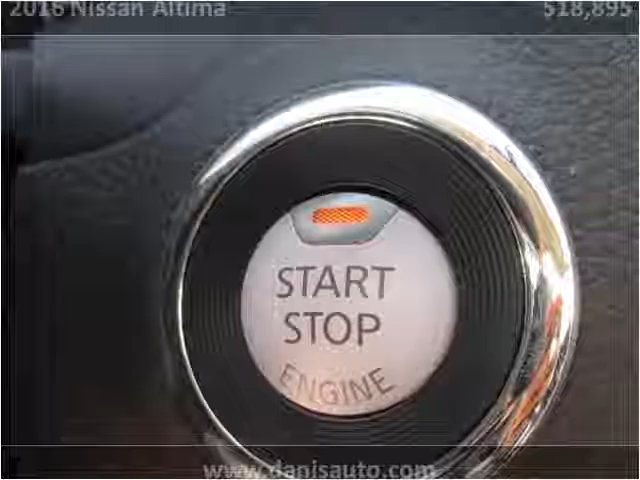 2016 Nissan Altima
$18,895
START
STOP
ENGINE
www.danisauto.com